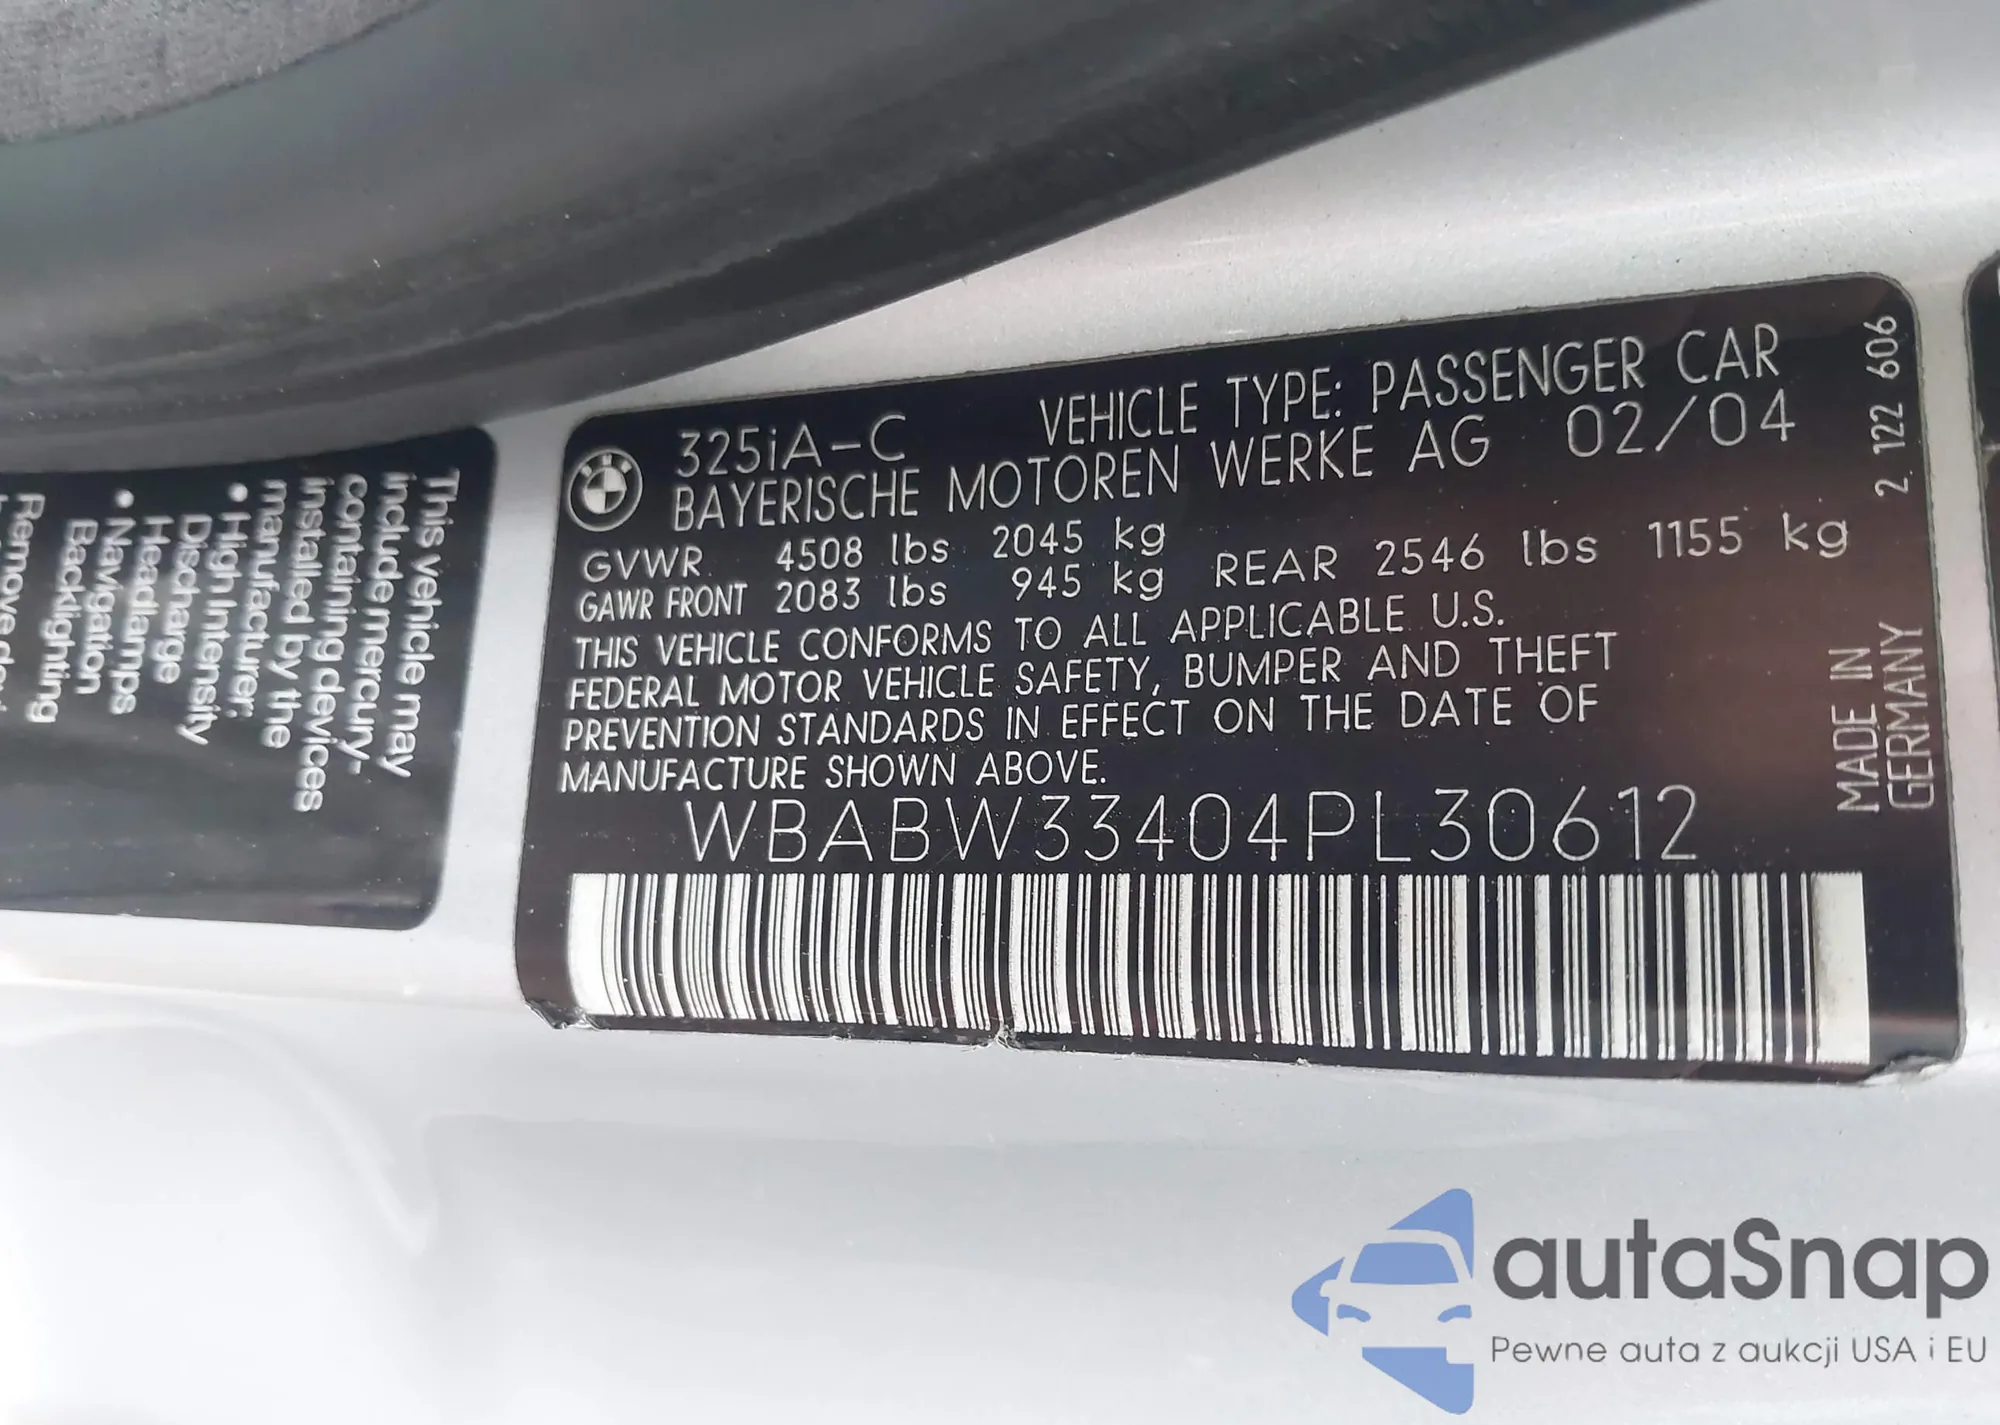 325iA-C VEHICLE TYPE: PASSENGER CAR
BAYERISCHE MOTOREN WERKE AG 02/04
GVWR 4508 lbs 2045 kg
GAWR FRONT 2083 lbs 945 kg REAR 2546 lbs 1155 kg
THIS VEHICLE CONFORMS TO ALL APPLICABLE U.S.
FEDERAL MOTOR VEHICLE SAFETY, BUMPER AND THEFT
PREVENTION STANDARDS IN EFFECT ON THE DATE OF
MANUFACTURE SHOWN ABOVE.
WBABW33404PL30612
2 122 606
MADE IN
GERMANY
This vehicle may
include mercury-
containing devices
installed by the
manufacturer:
• High Intensity
Discharge
Headlamps
• Navigation
Backlighting
Remove
autaSnap
Pewne auta z aukcji USA i EU